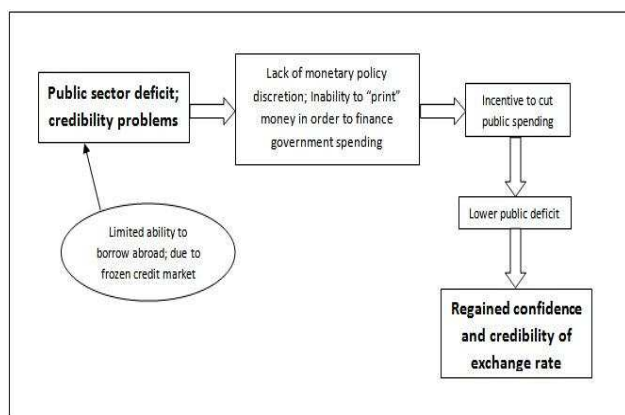 Public sector deficit;
credibility problems
Lack of monetary policy
discretion; Inability to “print”
money in order to finance
government spending
Incentive to cut
public spending
Lower public deficit
Limited ability to
borrow abroad; due to
frozen credit market
Regained confidence
and credibility of
exchange rate